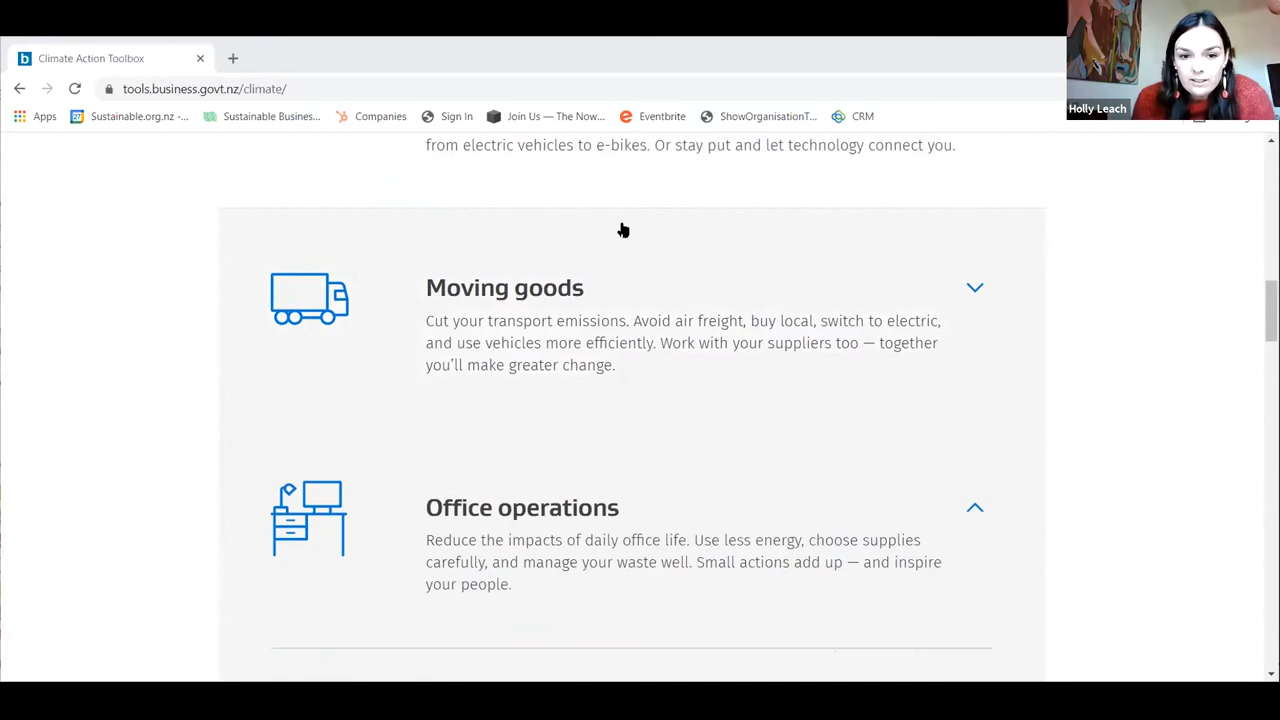 Climate Action Toolbox
tools.business.govt.nz/climate/
Apps
Sustainable.org.nz -...
Sustainable Busines...
Companies
Sign In
Join Us — The Now...
Eventbrite
ShowOrganisationT...
CRM
Holly Leach
from electric vehicles to e-bikes. Or stay put and let technology connect you.
Moving goods
Cut your transport emissions. Avoid air freight, buy local, switch to electric,
and use vehicles more efficiently. Work with your suppliers too — together
you’ll make greater change.
Office operations
Reduce the impacts of daily office life. Use less energy, choose supplies
carefully, and manage your waste well. Small actions add up — and inspire
your people.